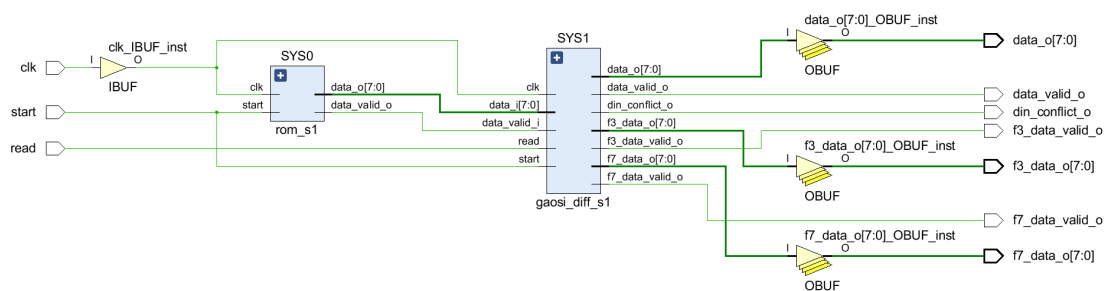 clk
start
read
clk_IBUF_inst
I
O
IBUF
SYS0
clk
start
data_o[7:0]
data_valid_o
rom_s1
SYS1
clk
data_i[7:0]
data_valid_i
read
start
data_o[7:0]
data_valid_o
din_conflict_o
f3_data_o[7:0]
f3_data_valid_o
f7_data_o[7:0]
f7_data_valid_o
gaosi_diff_s1
data_o[7:0]_OBUF_inst
I
O
OBUF
f3_data_o[7:0]_OBUF_inst
I
O
OBUF
f7_data_o[7:0]_OBUF_inst
I
O
OBUF
data_o[7:0]
data_valid_o
din_conflict_o
f3_data_valid_o
f3_data_o[7:0]
f7_data_valid_o
f7_data_o[7:0]